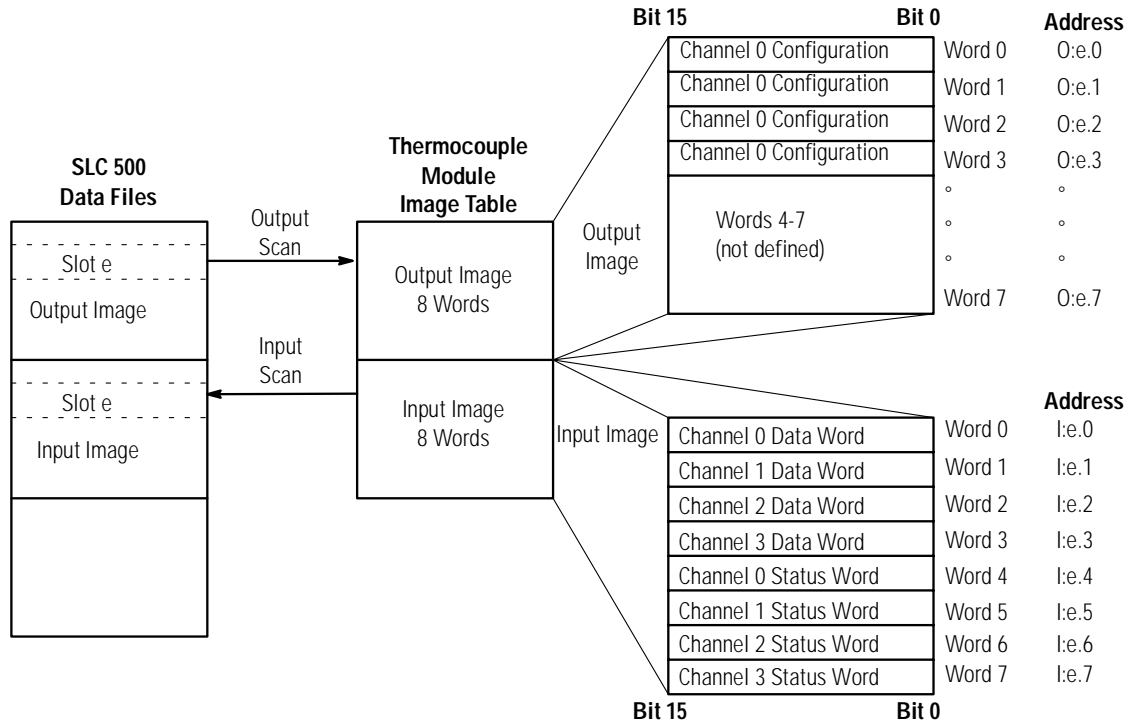 Bit 15 Bit 0 Address
Channel 0 Configuration Word 0 O:e.0
Channel 0 Configuration Word 1 O:e.1
Channel 0 Configuration Word 2 O:e.2
Channel 0 Configuration Word 3 O:e.3
Words 4-7
(not defined)
Word 7 O:e.7
SLC 500
Data Files
Thermocouple
Module
Image Table
Output
Scan
Output
Image
Slot e
Output Image
Output Image
8 Words
Input
Scan
Slot e
Input Image
Input Image
8 Words
Input Image
Address
Channel 0 Data Word Word 0 I:e.0
Channel 1 Data Word Word 1 I:e.1
Channel 2 Data Word Word 2 I:e.2
Channel 3 Data Word Word 3 I:e.3
Channel 0 Status Word Word 4 I:e.4
Channel 1 Status Word Word 5 I:e.5
Channel 2 Status Word Word 6 I:e.6
Channel 3 Status Word Word 7 I:e.7
Bit 15 Bit 0